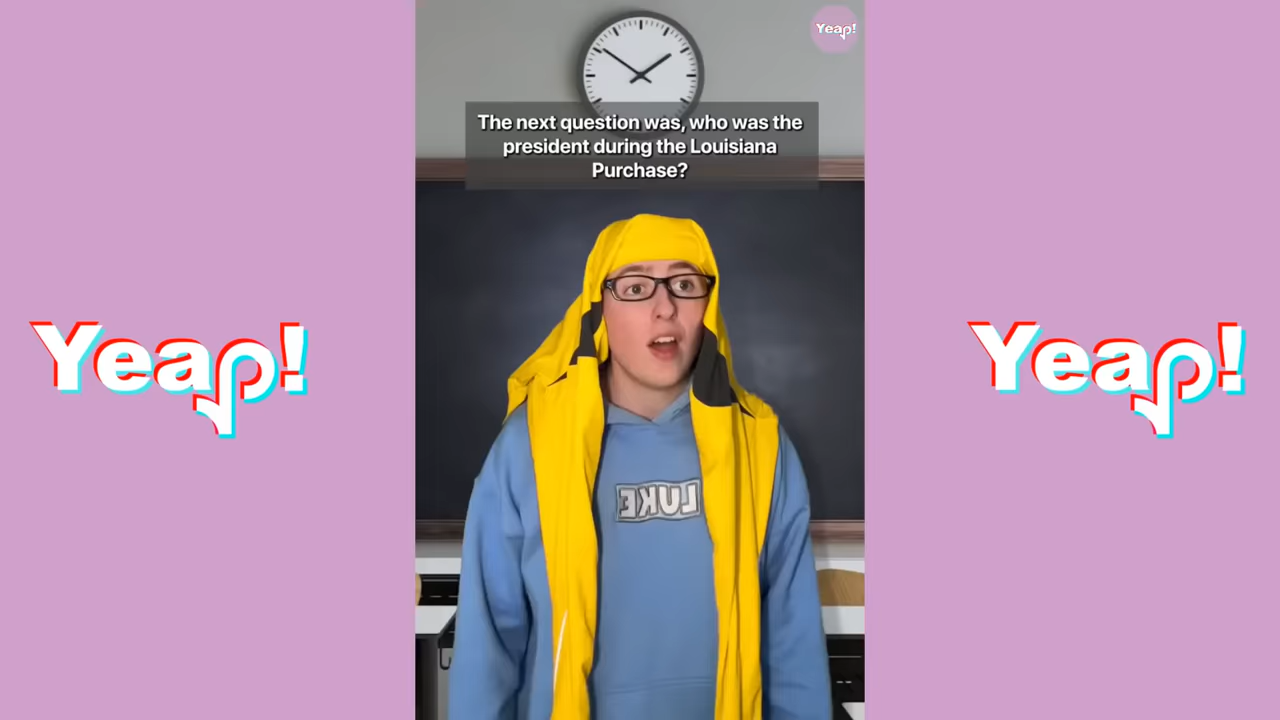 Yeap!
The next question was, who was the
president during the Louisiana
Purchase?
Yeap!
Yeap!
LUKE